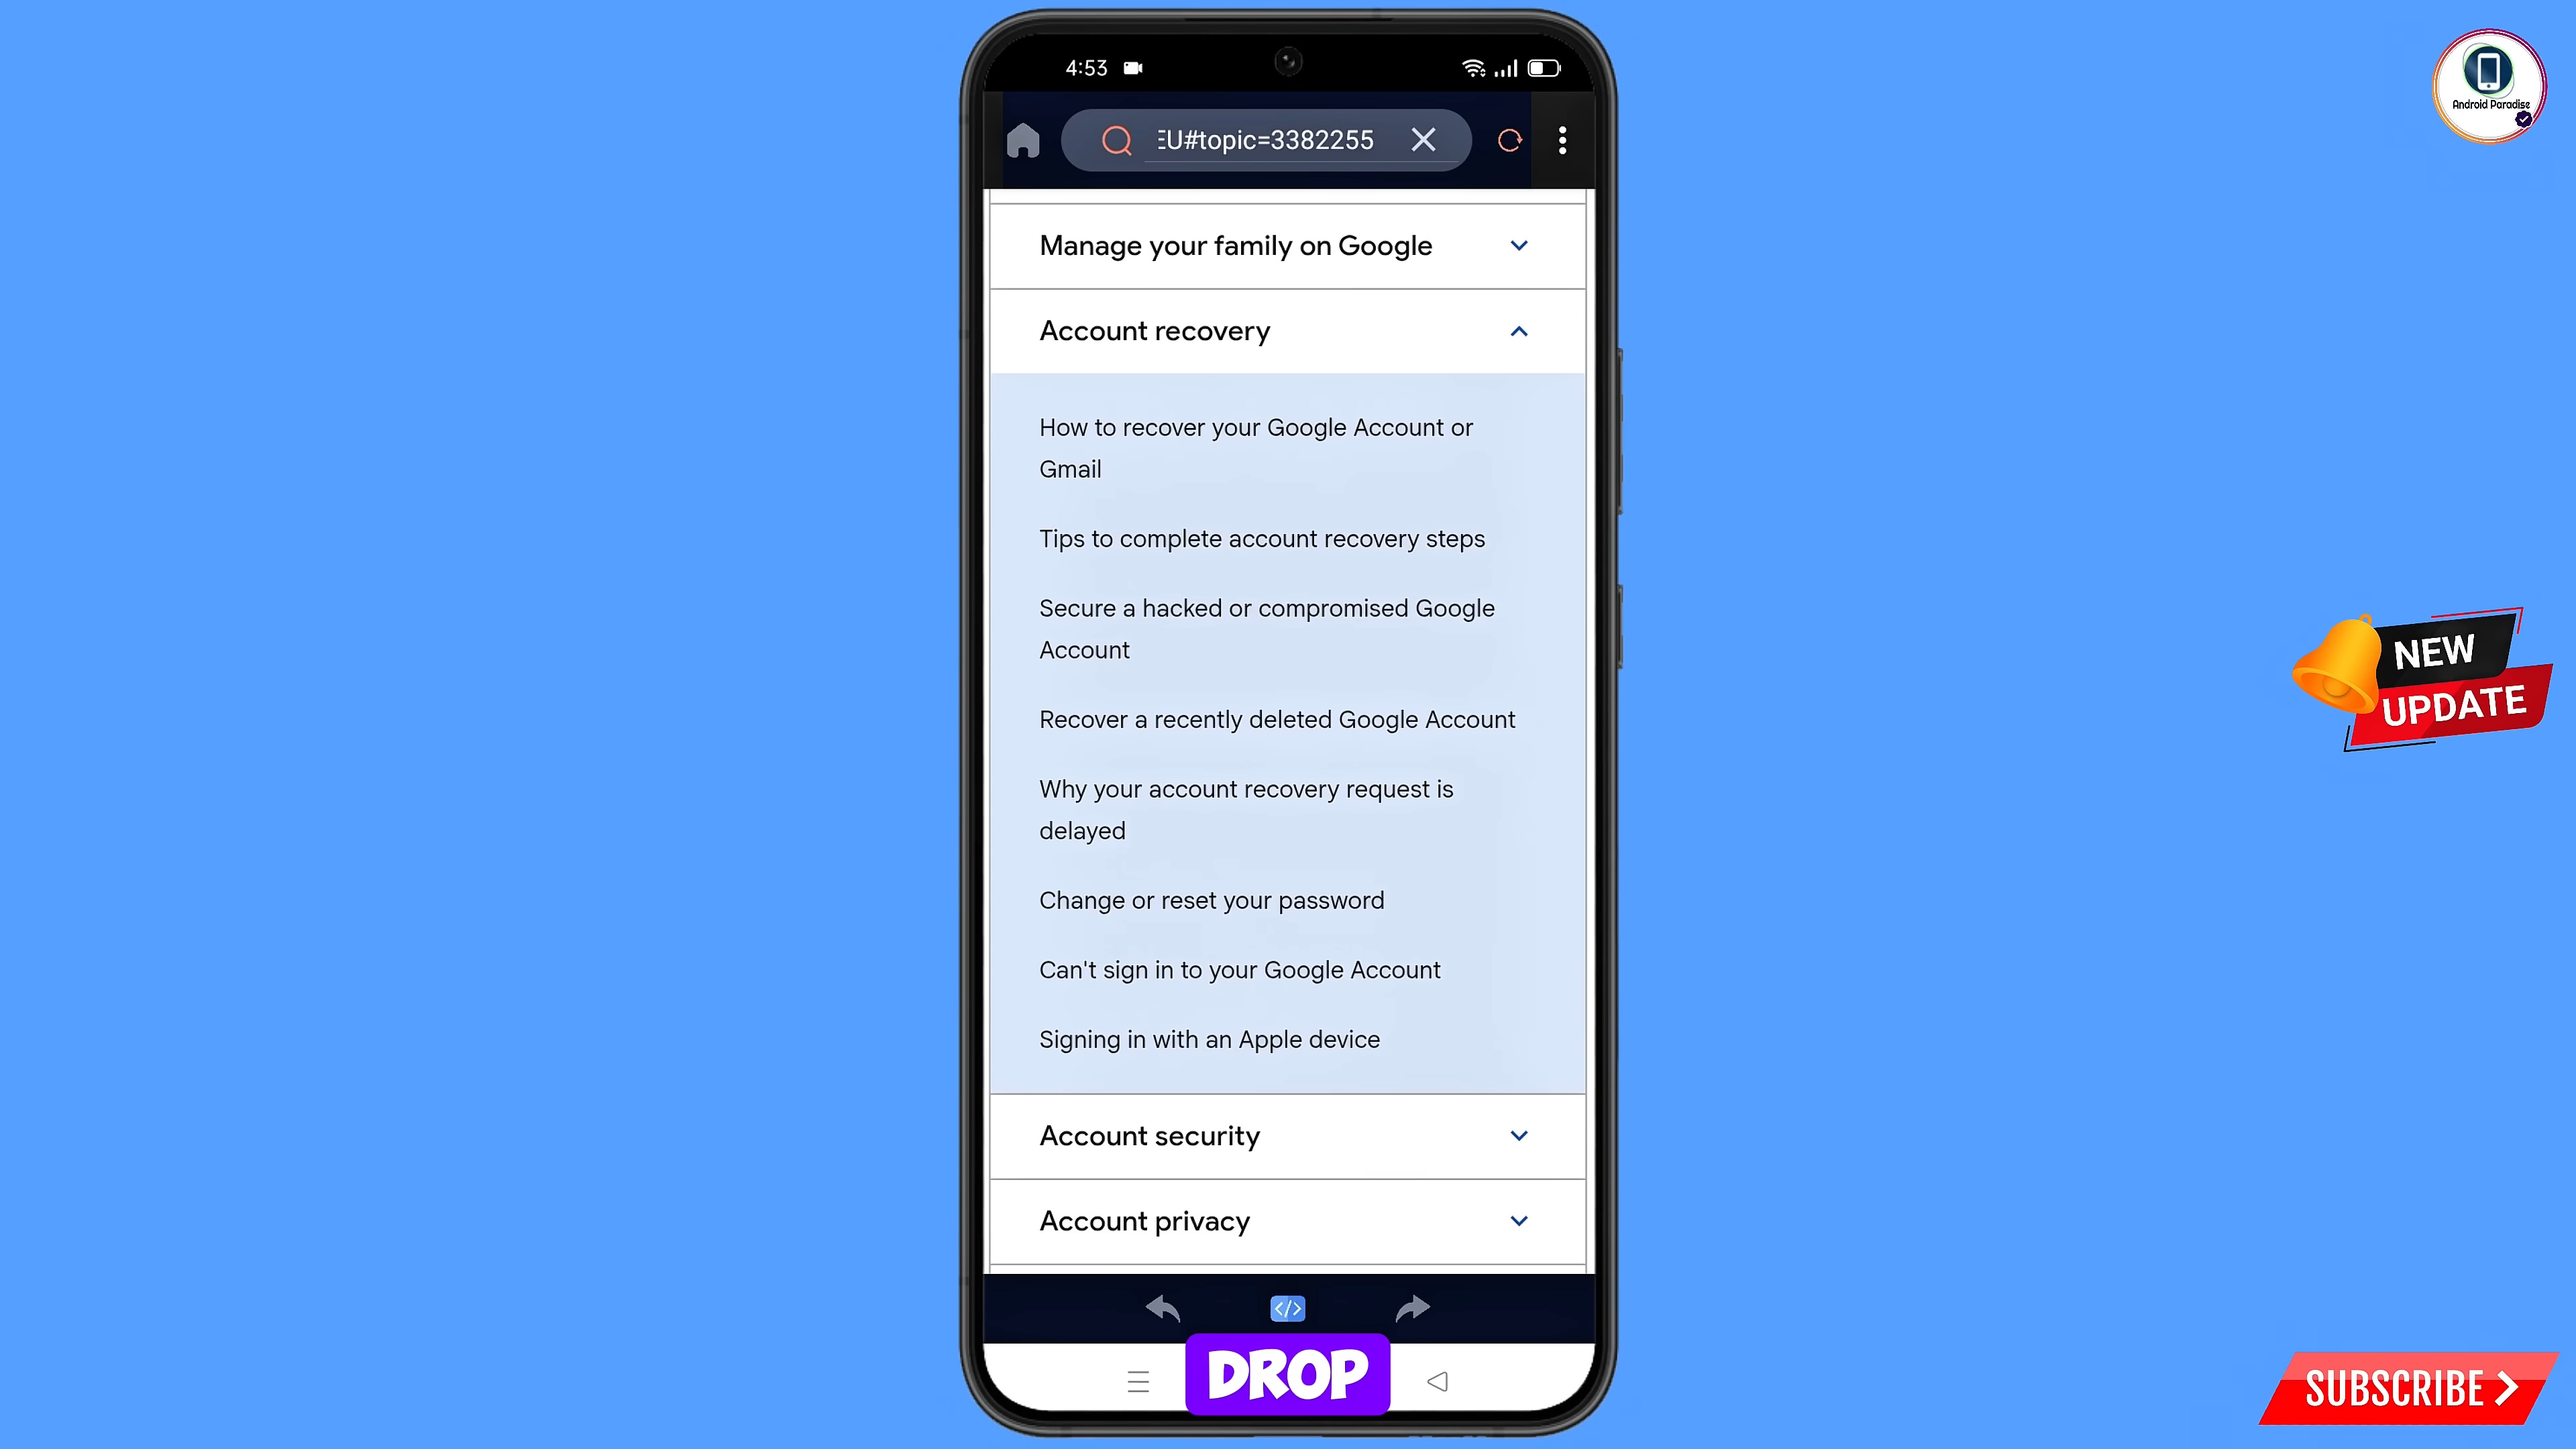 4:53
EU#topic=3382255
Android Paradise
Manage your family on Google
Account recovery
How to recover your Google Account or
Gmail
Tips to complete account recovery steps
Secure a hacked or compromised Google
Account
Recover a recently deleted Google Account
Why your account recovery request is
delayed
Change or reset your password
Can't sign in to your Google Account
Signing in with an Apple device
Account security
Account privacy
</>
DROP
NEW
UPDATE
SUBSCRIBE